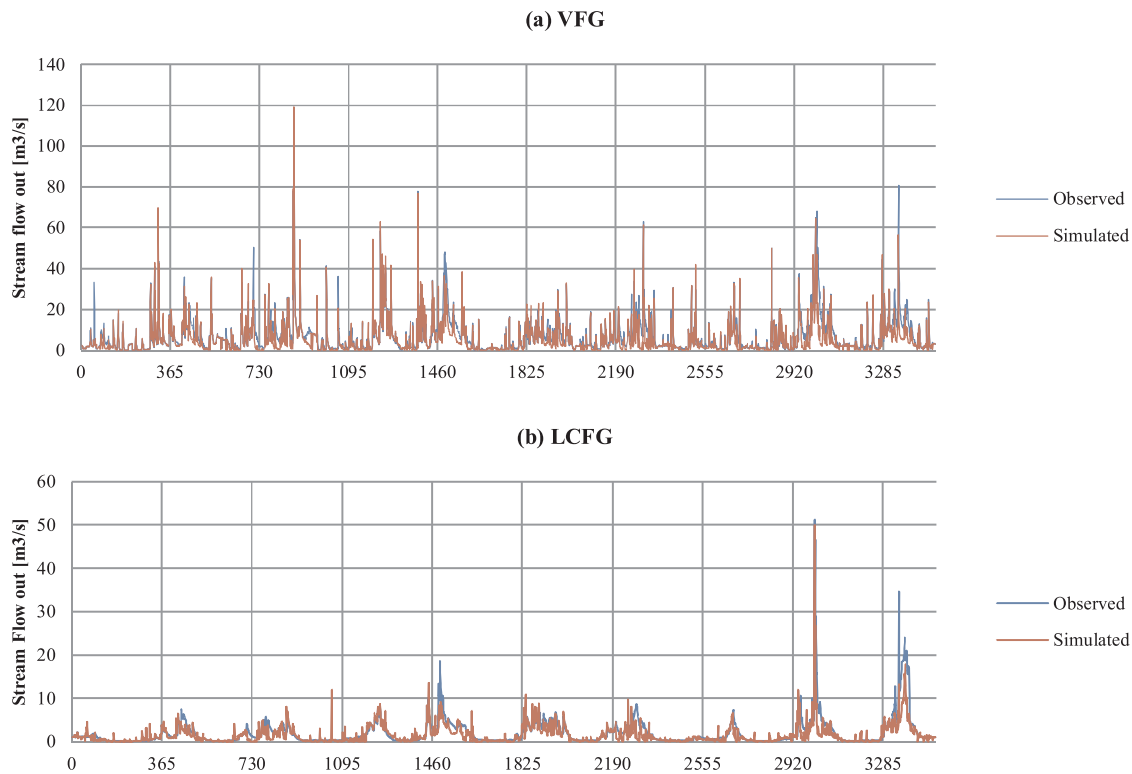 (a) VFG
140
120
100
80
60
40
20
0
Stream flow out [m3/s]
0 365 730 1095 1460 1825 2190 2555 2920 3285
Observed
Simulated
(b) LCFG
60
50
40
30
20
10
0
Stream Flow out [m3/s]
0 365 730 1095 1460 1825 2190 2555 2920 3285
Observed
Simulated